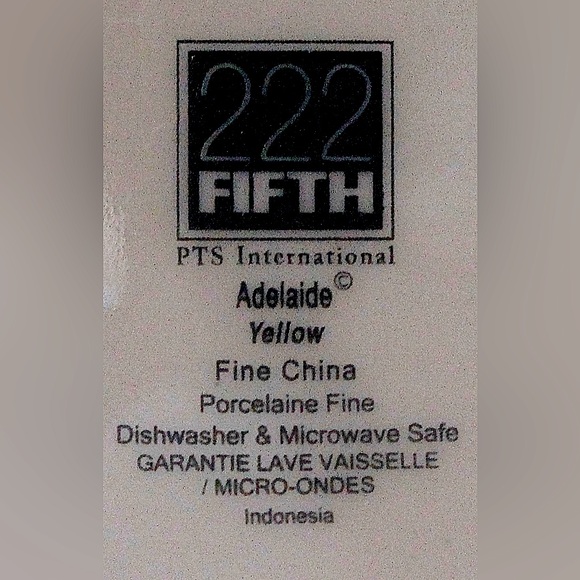 222
FIFTH
PTS International
Adelaide©
Yellow
Fine China
Porcelaine Fine
Dishwasher & Microwave Safe
GARANTIE LAVE VAISSELLE
/ MICRO-ONDES
Indonesia